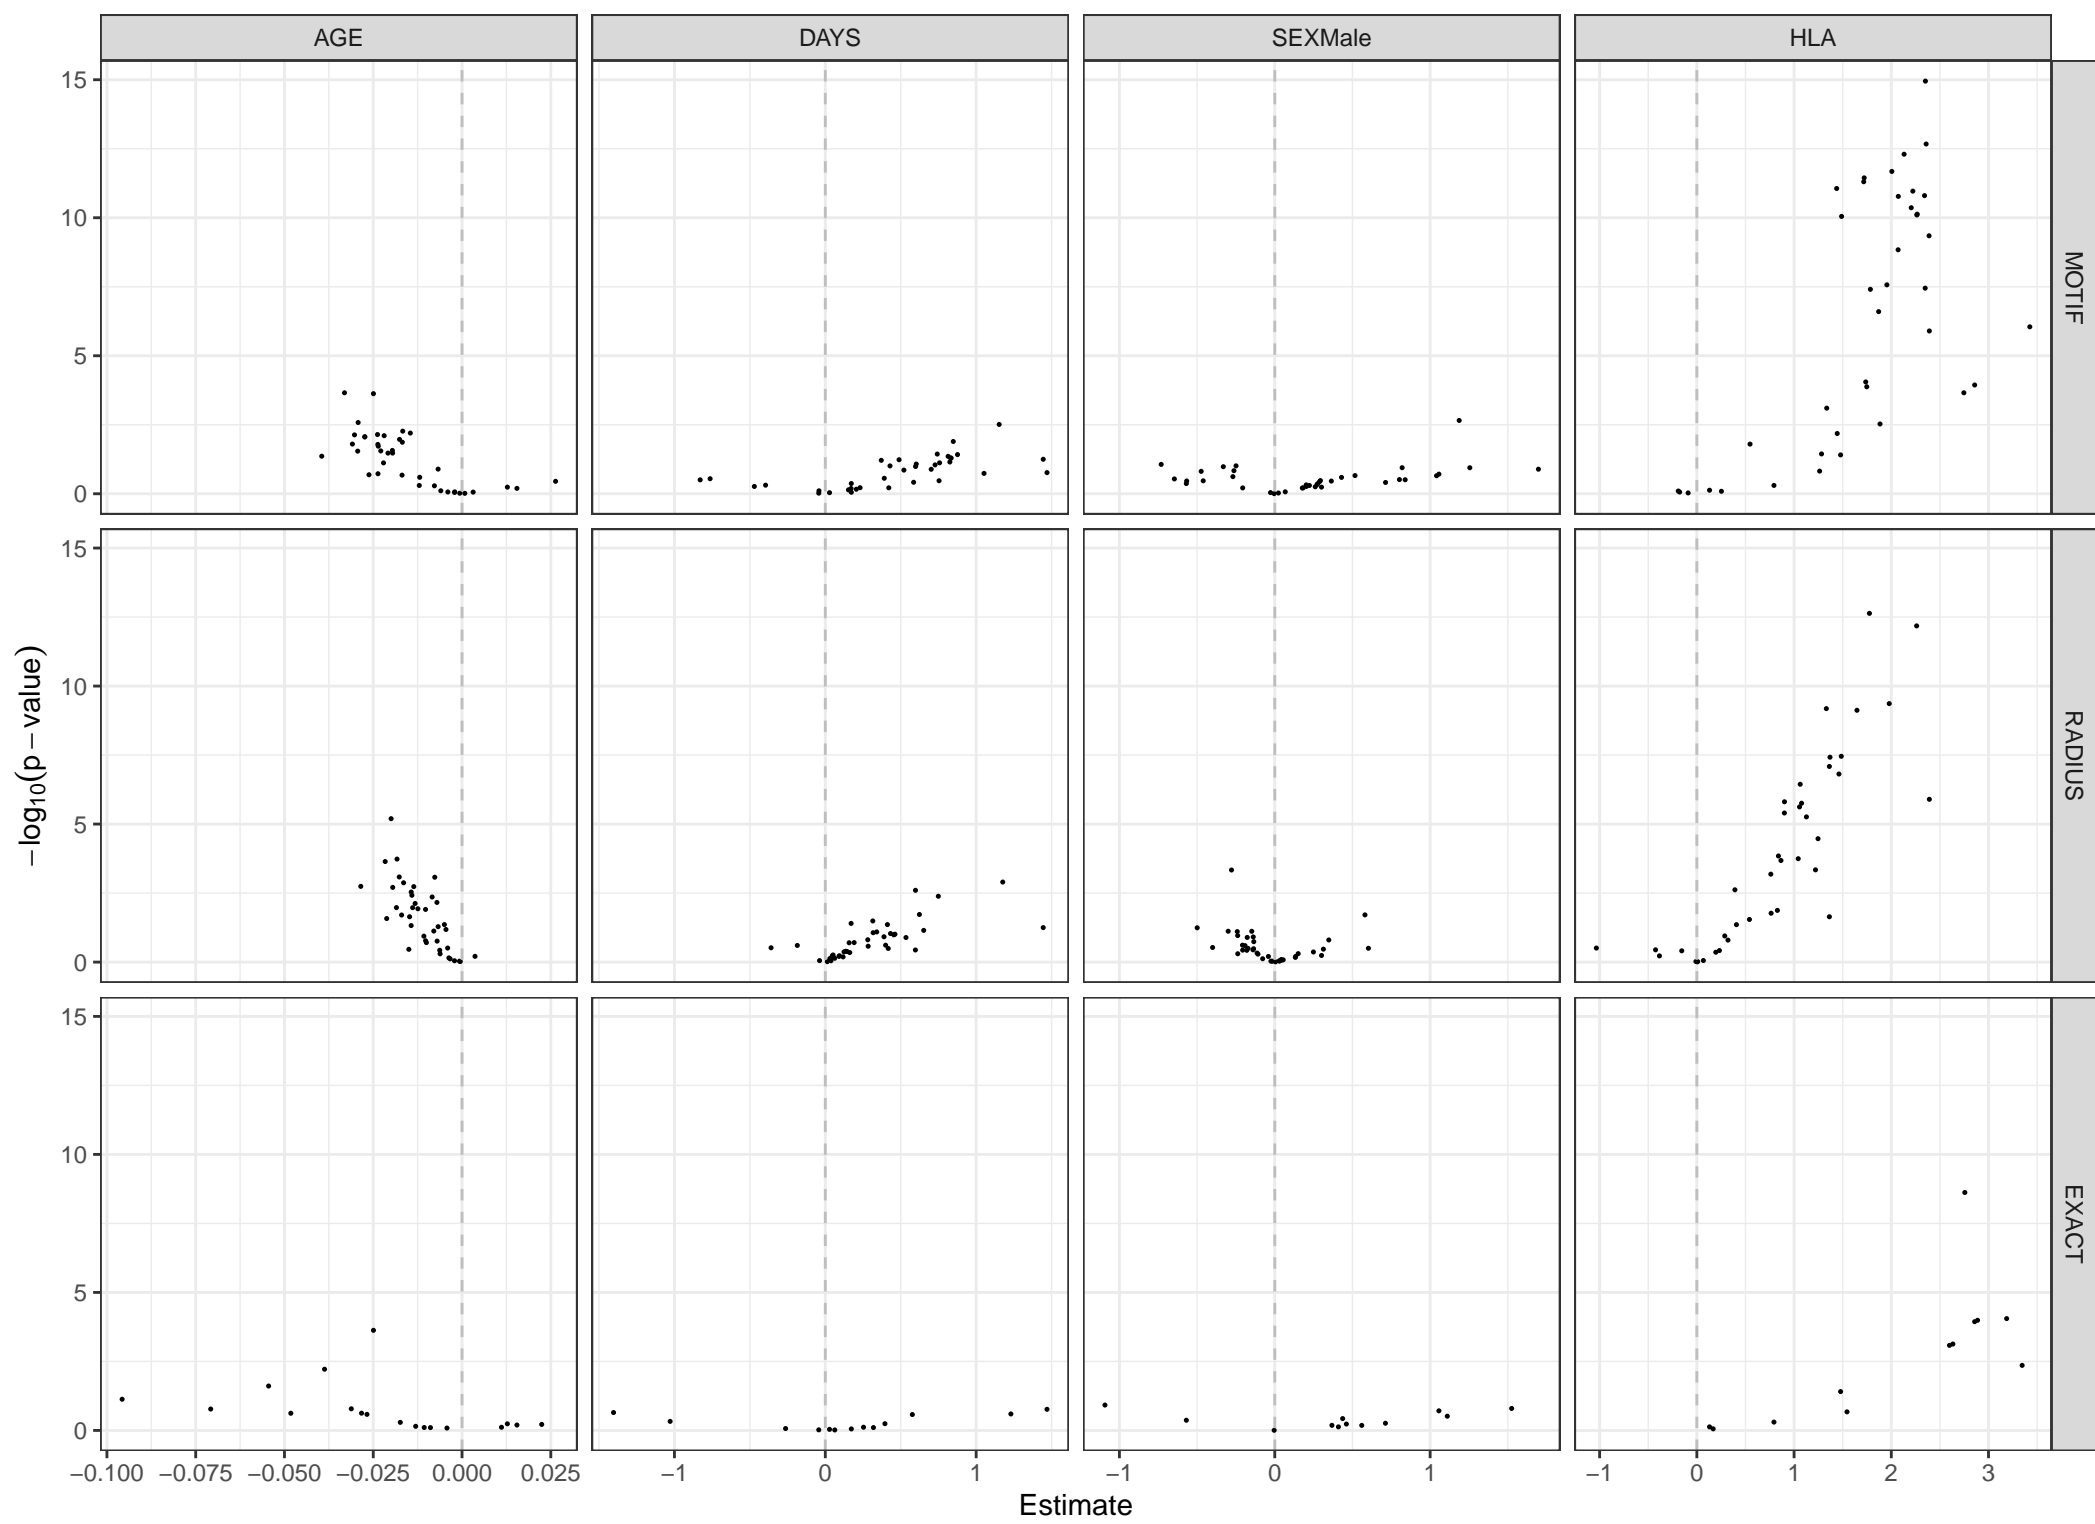 AGE DAYS SEXMale HLA
15
10
5
0
MOTIF
15
10
5
0
RADIUS
−log10(p − value)
15
10
5
0
EXACT
−0.100 −0.075 −0.050 −0.025 0.000 0.025 −1 0 1 −1 0 1 −1 0 1 2 3
Estimate